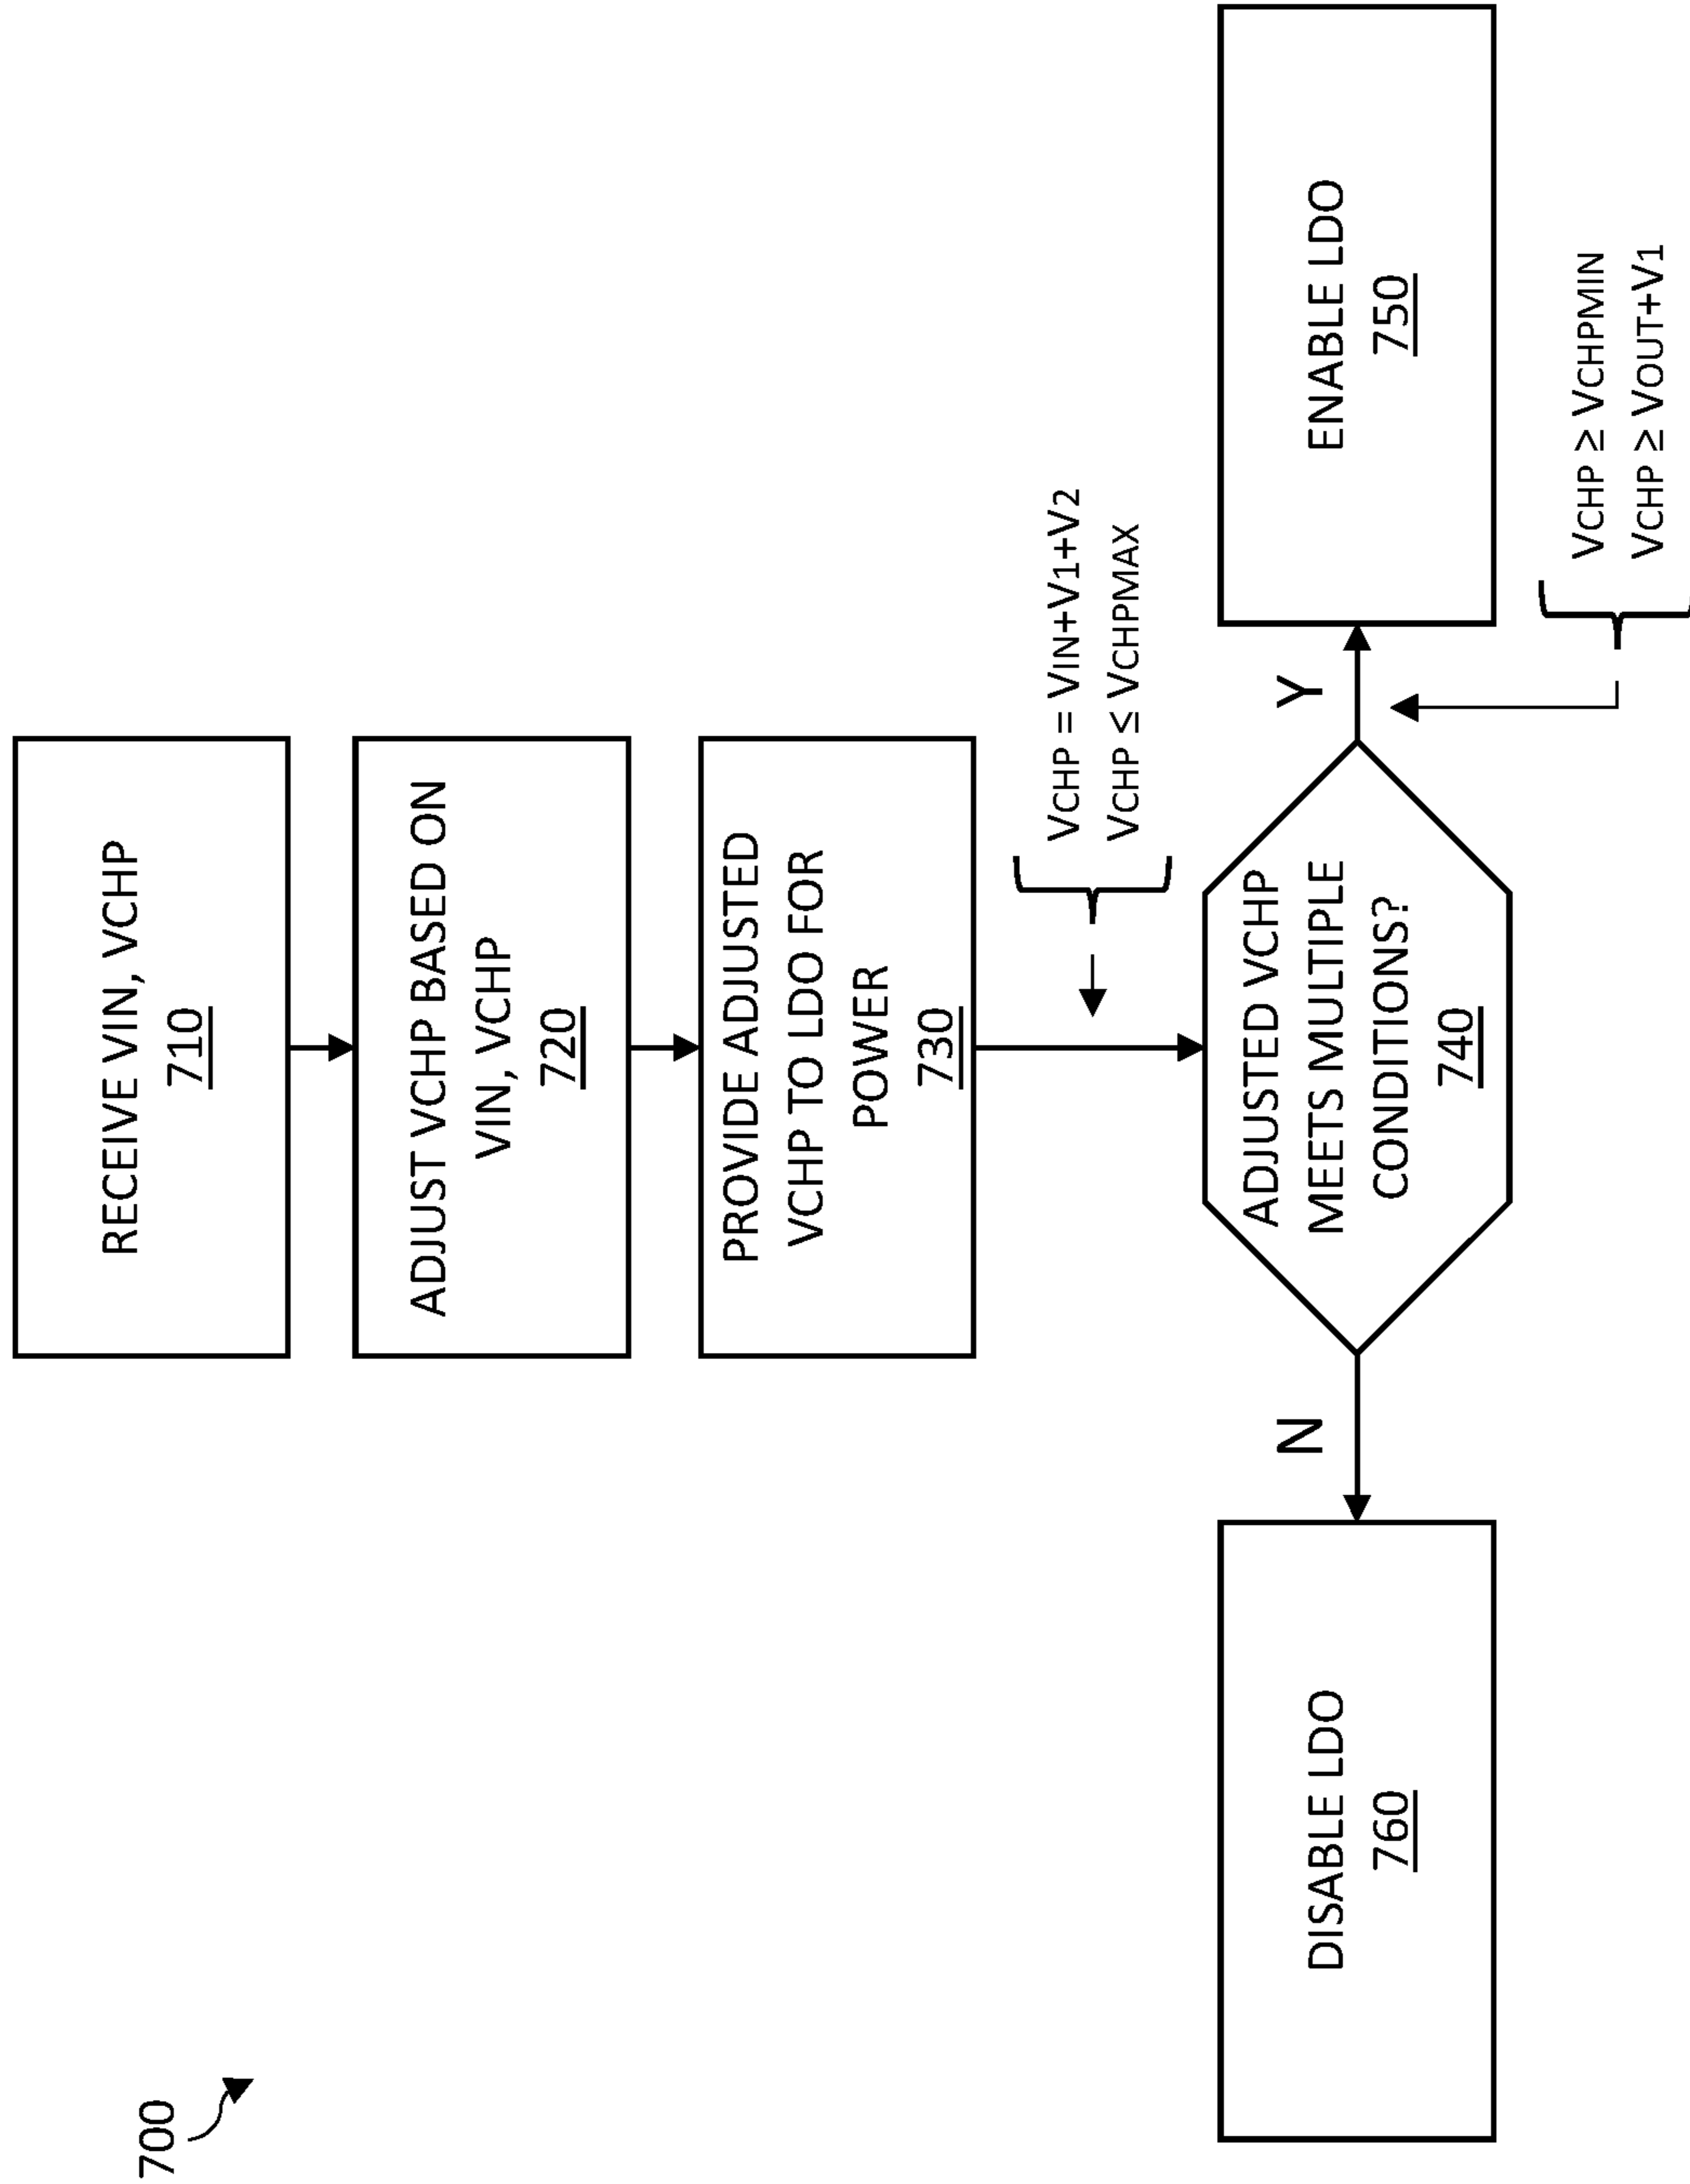 700
RECEIVE VIN, VCHP
710
ADJUST VCHP BASED ON
VIN, VCHP
720
PROVIDE ADJUSTED
VCHP TO LDO FOR
POWER
730
VCHP = VIN+V1+V2
VCHP ≤ VCHPMAX
ADJUSTED VCHP
MEETS MULTIPLE
CONDITIONS?
740
N
Y
DISABLE LDO
760
ENABLE LDO
750
VCHP ≥ VCHPMIN
VCHP ≥ VOUT+V1